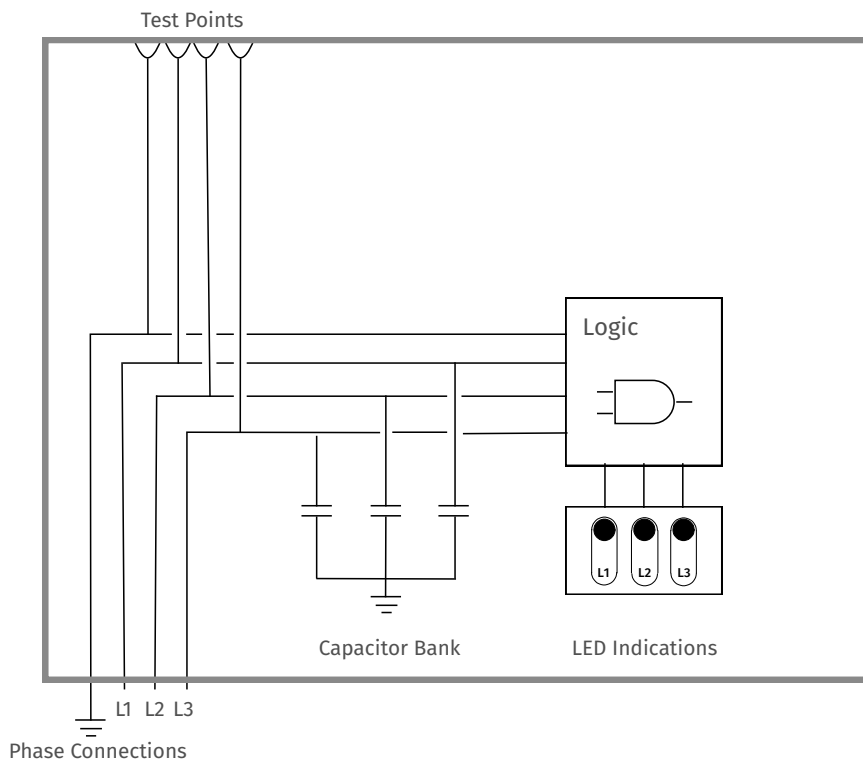 Test Points
Logic
L1 L2 L3
Capacitor Bank
LED Indications
L1 L2 L3
Phase Connections